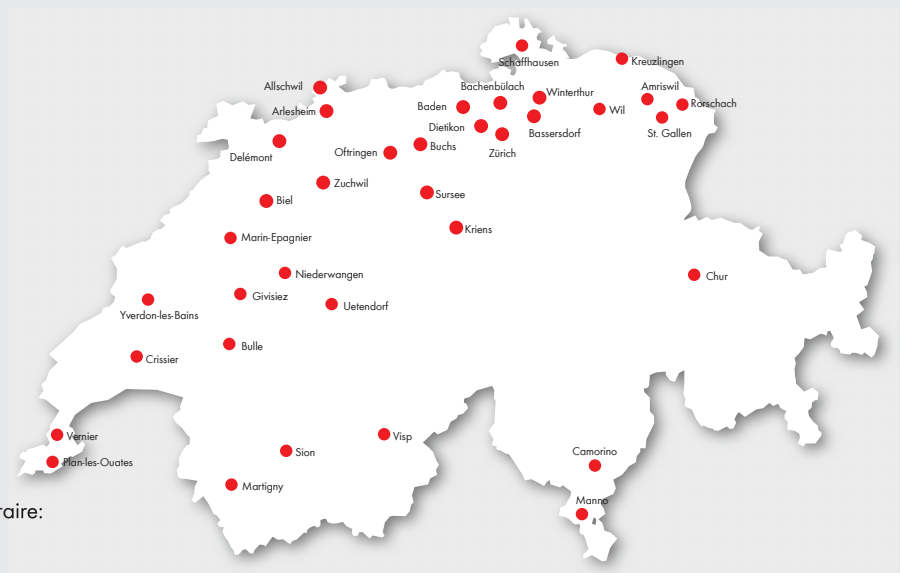 Schaffhausen
Kreuzlingen
Allschwil
Bachenbülach
Amriswil
Winterthur
Arlesheim
Baden
Wil
Rorschach
Dietikon
Bassersdorf
St. Gallen
Delémont
Oftringen
Buchs
Zürich
Zuchwil
Sursee
Biel
Kriens
Marin-Epagnier
Niederwangen
Chur
Givisiez
Uetendorf
Yverdon-les-Bains
Bulle
Crissier
Vernier
Visp
Sion
Camorino
Plan-les-Ouates
Martigny
Manno
raire: